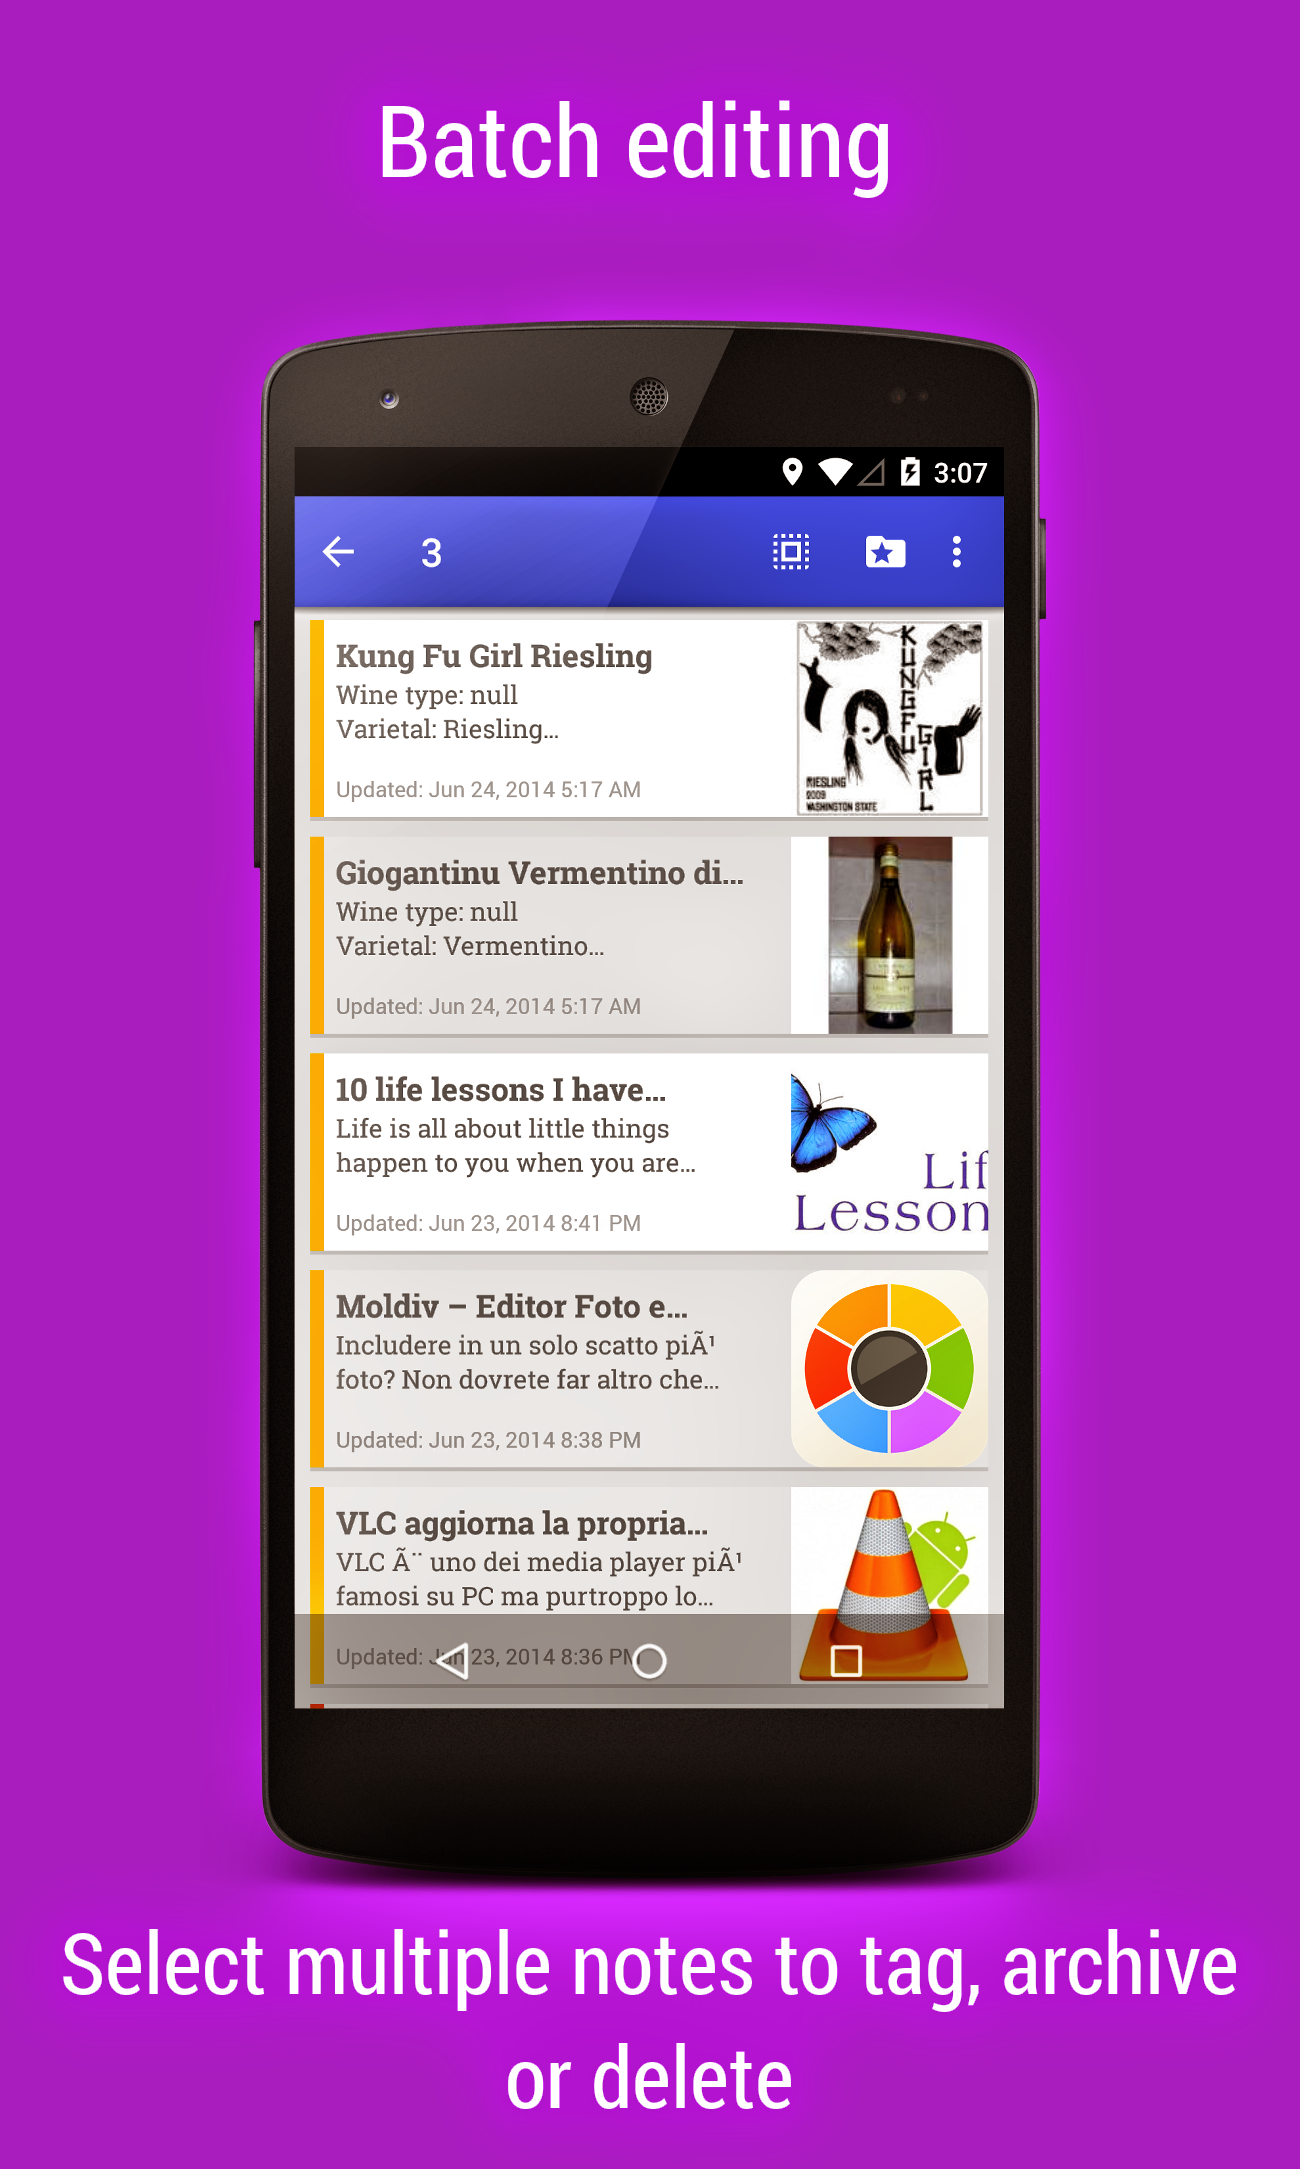 Batch editing
3:07
3
Kung Fu Girl Riesling
Wine type: null
Varietal: Riesling...
Updated: Jun 24, 2014 5:17 AM
KUNGFU
GIRL
RIESLING
2009
WASHINGTON STATE
Giogantinu Vermentino di...
Wine type: null
Varietal: Vermentino...
Updated: Jun 24, 2014 5:17 AM
10 life lessons I have...
Life is all about little things
happen to you when you are...
Updated: Jun 23, 2014 8:41 PM
Lif
Lesson
Moldiv – Editor Foto e...
Includere in un solo scatto piÃ¹
foto? Non dovrete far altro che...
Updated: Jun 23, 2014 8:38 PM
VLC aggiorna la propria...
VLC Ã¨ uno dei media player piÃ¹
famosi su PC ma purtroppo lo...
Updated: Jun 23, 2014 8:36 PM
Select multiple notes to tag, archive
or delete